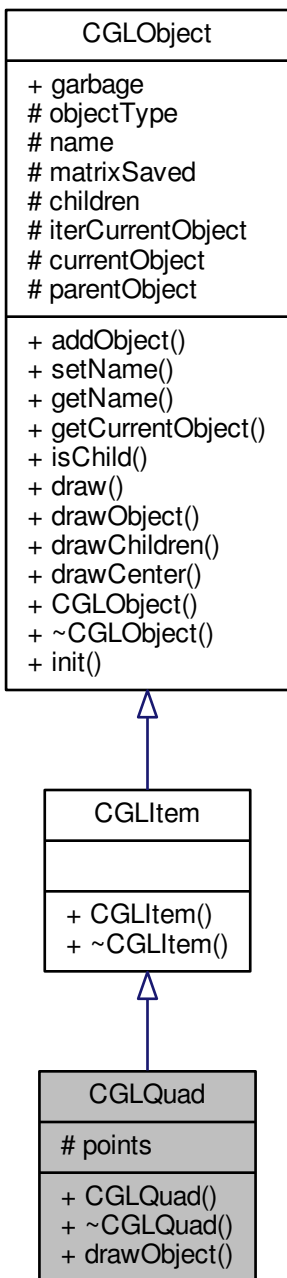 CGLObject
+ garbage
# objectType
# name
# matrixSaved
# children
# iterCurrentObject
# currentObject
# parentObject
+ addObject()
+ setName()
+ getName()
+ getCurrentObject()
+ isChild()
+ draw()
+ drawObject()
+ drawChildren()
+ drawCenter()
+ CGLObject()
+ ~CGLObject()
+ init()
CGLItem
+ CGLItem()
+ ~CGLItem()
CGLQuad
# points
+ CGLQuad()
+ ~CGLQuad()
+ drawObject()